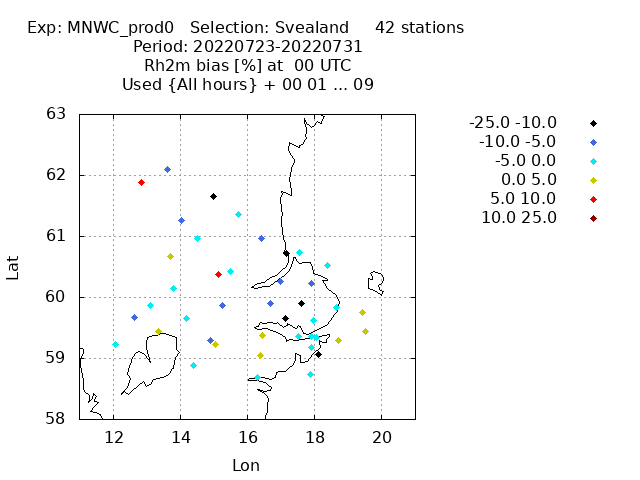 Exp: MNWC_prod0 Selection: Svealand 42 stations
Period: 20220723-20220731
Rh2m bias [%] at 00 UTC
Used {All hours} + 00 01 ... 09
-25.0 -10.0
-10.0 -5.0
-5.0 0.0
0.0 5.0
5.0 10.0
10.0 25.0
63
62
61
60
59
58
Lat
12 14 16 18 20
Lon